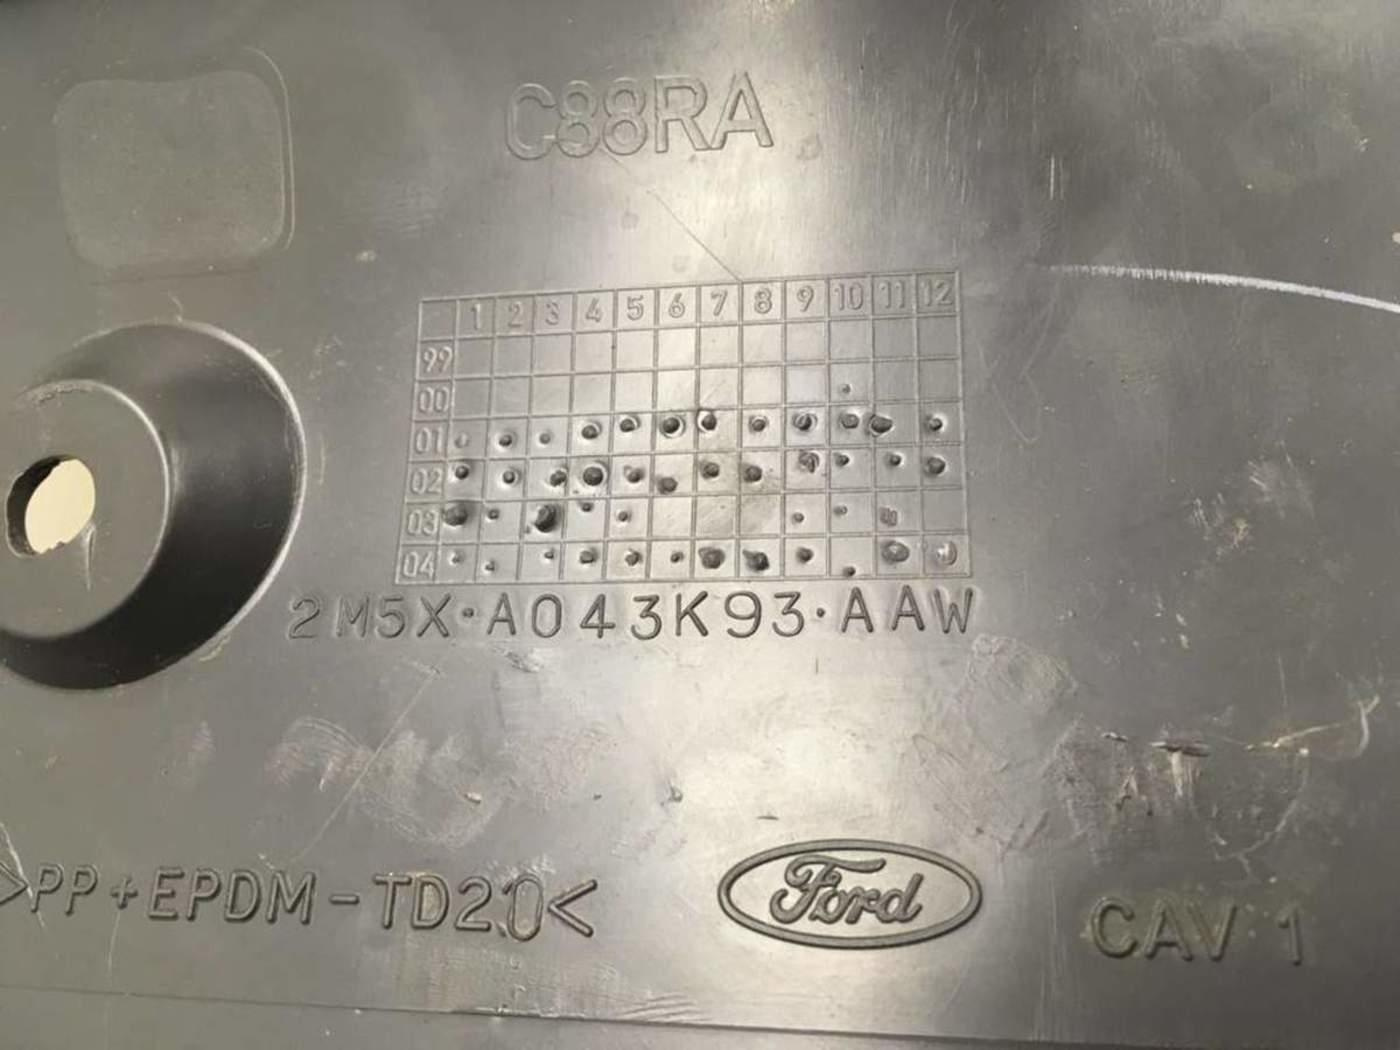 C88RA
1 2 3 4 5 6 7 8 9 10 11 12
99
00
01
02
03
04
2M5X·A043K93·AAW
>PP+EPDM-TD20<
Ford
CAV 1